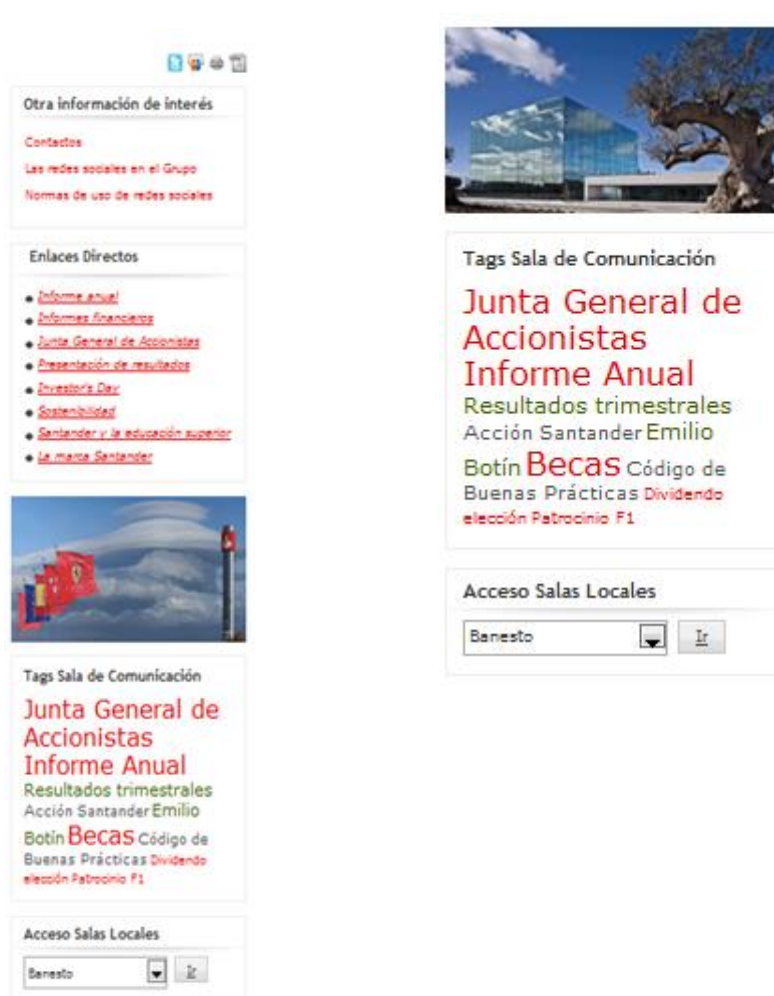 Otra información de interés
Contactos
Las redes sociales en el Grupo
Normas de uso de redes sociales
Enlaces Directos
Informe anual
Informes financieros
Junta General de Accionistas
Presentación de resultados
Investor's Day
Sostenibilidad
Santander y la educación superior
La marca Santander
Tags Sala de Comunicación
Junta General de
Accionistas
Informe Anual
Resultados trimestrales
Acción Santander Emilio
Botín Becas Código de
Buenas Prácticas Dividendo
elección Patrocinio F1
Acceso Salas Locales
Banesto Ir
Tags Sala de Comunicación
Junta General de
Accionistas
Informe Anual
Resultados trimestrales
Acción Santander Emilio
Botín Becas Código de
Buenas Prácticas Dividendo
elección Patrocinio F1
Acceso Salas Locales
Banesto Ir